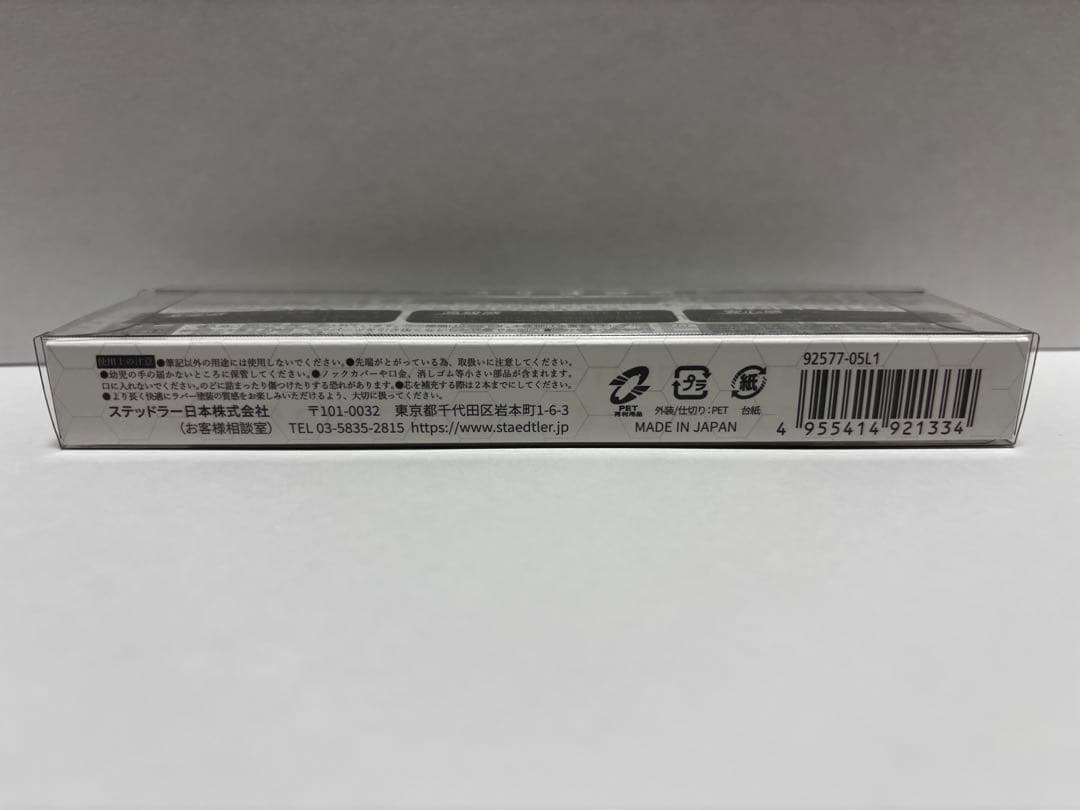 使用上の注意 ●筆記以外の用途には使用しないでください。●先端がとがっている為、取扱いに注意してください。
●幼児の手の届かないところに保管してください。●ノックカバーや口金、消しゴム等小さい部品が含まれます。
口に入れないでください。のどに詰まったり傷つけたりする恐れがあります。●芯を補充する際は2本までにしてください。
●より長く快適にラバー塗装の質感をお楽しみいただけるよう、大切に扱ってください。
ステッドラー日本株式会社 〒101-0032 東京都千代田区岩本町1-6-3
(お客様相談室) TEL 03-5835-2815 https://www.staedtler.jp
PET
再利用品
プラ
紙
外装/仕切り:PET 台紙
MADE IN JAPAN
92577-05L1
4 955414 921334